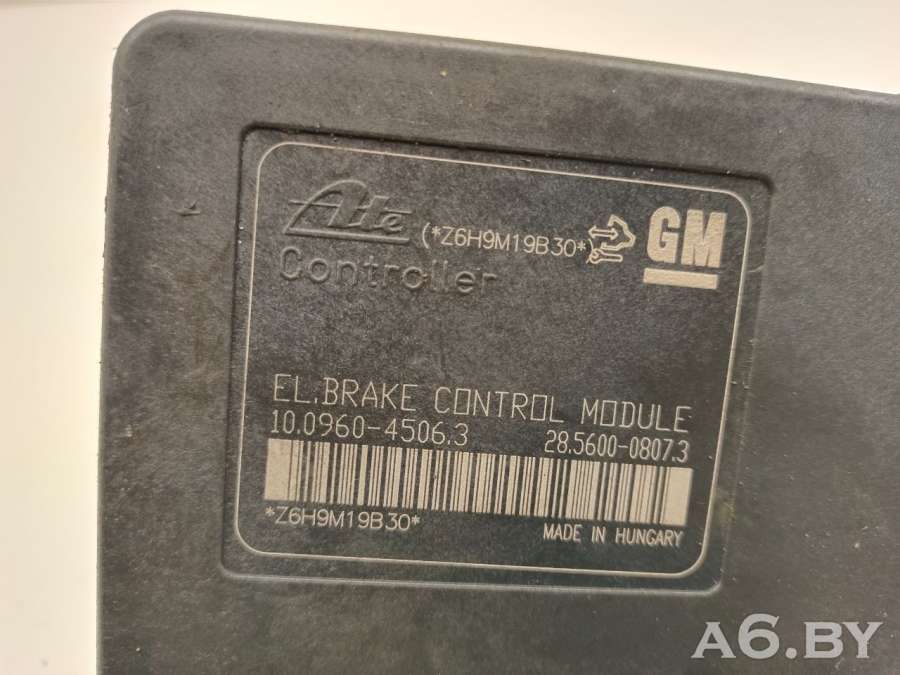 Ate
(*Z6H9M19B30*)
GM
Controller
EL.BRAKE CONTROL MODULE
10.0960-4506.3 28.5600-0807.3
*Z6H9M19B30*
MADE IN HUNGARY
A6.BY